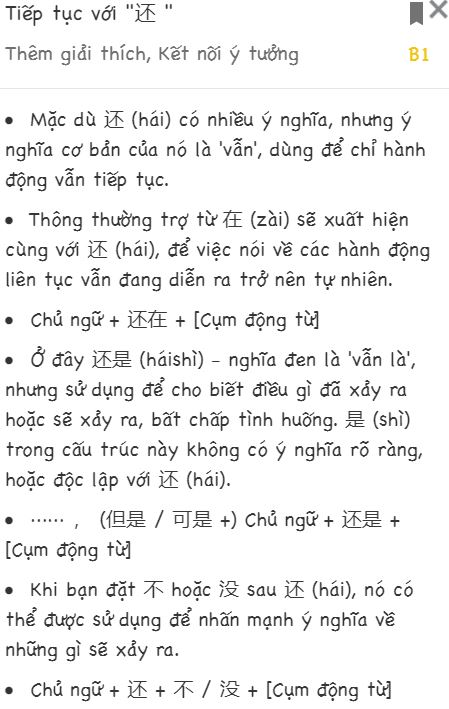 Tiếp tục với "还 "
Thêm giải thích, Kết nối ý tưởng
B1
• Mặc dù 还 (hái) có nhiều ý nghĩa, nhưng ý
nghĩa cơ bản của nó là 'vẫn', dùng để chỉ hành
động vẫn tiếp tục.
• Thông thường trợ từ 在 (zài) sẽ xuất hiện
cùng với 还 (hái), để việc nói về các hành động
liên tục vẫn đang diễn ra trở nên tự nhiên.
• Chủ ngữ + 还在 + [Cụm động từ]
• Ở đây 还是 (háishì) – nghĩa đen là 'vẫn là',
nhưng sử dụng để cho biết điều gì đã xảy ra
hoặc sẽ xảy ra, bất chấp tình huống. 是 (shì)
trong cấu trúc này không có ý nghĩa rõ ràng,
hoặc độc lập với 还 (hái).
• ⋯⋯ ， (但是 / 可是 +) Chủ ngữ + 还是 +
[Cụm động từ]
• Khi bạn đặt 不 hoặc 没 sau 还 (hái), nó có
thể được sử dụng để nhấn mạnh ý nghĩa về
những gì sẽ xảy ra.
• Chủ ngữ + 还 + 不 / 没 + [Cụm động từ]